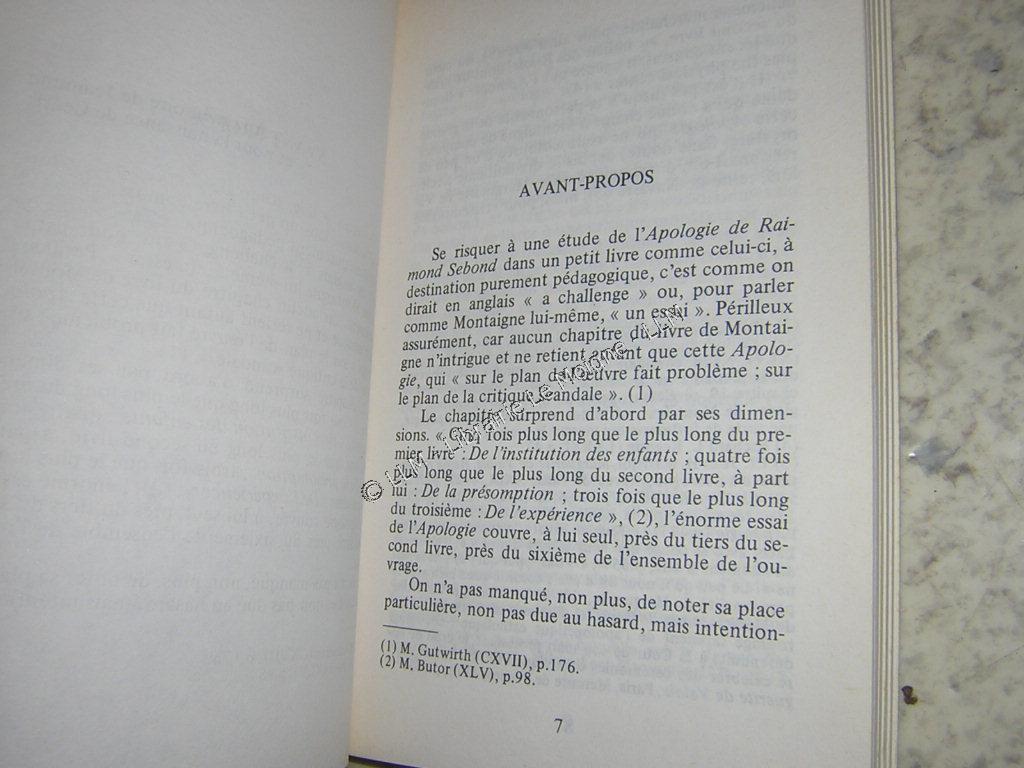 AVANT-PROPOS
Se risquer à une étude de l'Apologie de Rai-
mond Sebond dans un petit livre comme celui-ci, à
destination purement pédagogique, c'est comme on
dirait en anglais « a challenge » ou, pour parler
comme Montaigne lui-même, « un essai ». Périlleux
assurément, car aucun chapitre du livre de Montai-
gne n'intrigue et ne retient autant que cette Apolo-
gie, qui « sur le plan de l'œuvre fait problème ; sur
le plan de la critique scandale ». (1)
Le chapitre surprend d'abord par ses dimen-
sions. « Cinq fois plus long que le plus long du pre-
mier livre : De l'institution des enfants ; quatre fois
plus long que le plus long du second livre, à part
lui : De la présomption ; trois fois que le plus long
du troisième : De l'expérience », (2), l'énorme essai
de l'Apologie couvre, à lui seul, près du tiers du se-
cond livre, près du sixième de l'ensemble de l'ou-
vrage.
On n'a pas manqué, non plus, de noter sa place
particulière, non pas due au hasard, mais intention-
(1) M. Gutwirth (CXVII), p.176.
(2) M. Butor (XLV), p.98.
7
© LLM Librairie Le Molone LLM